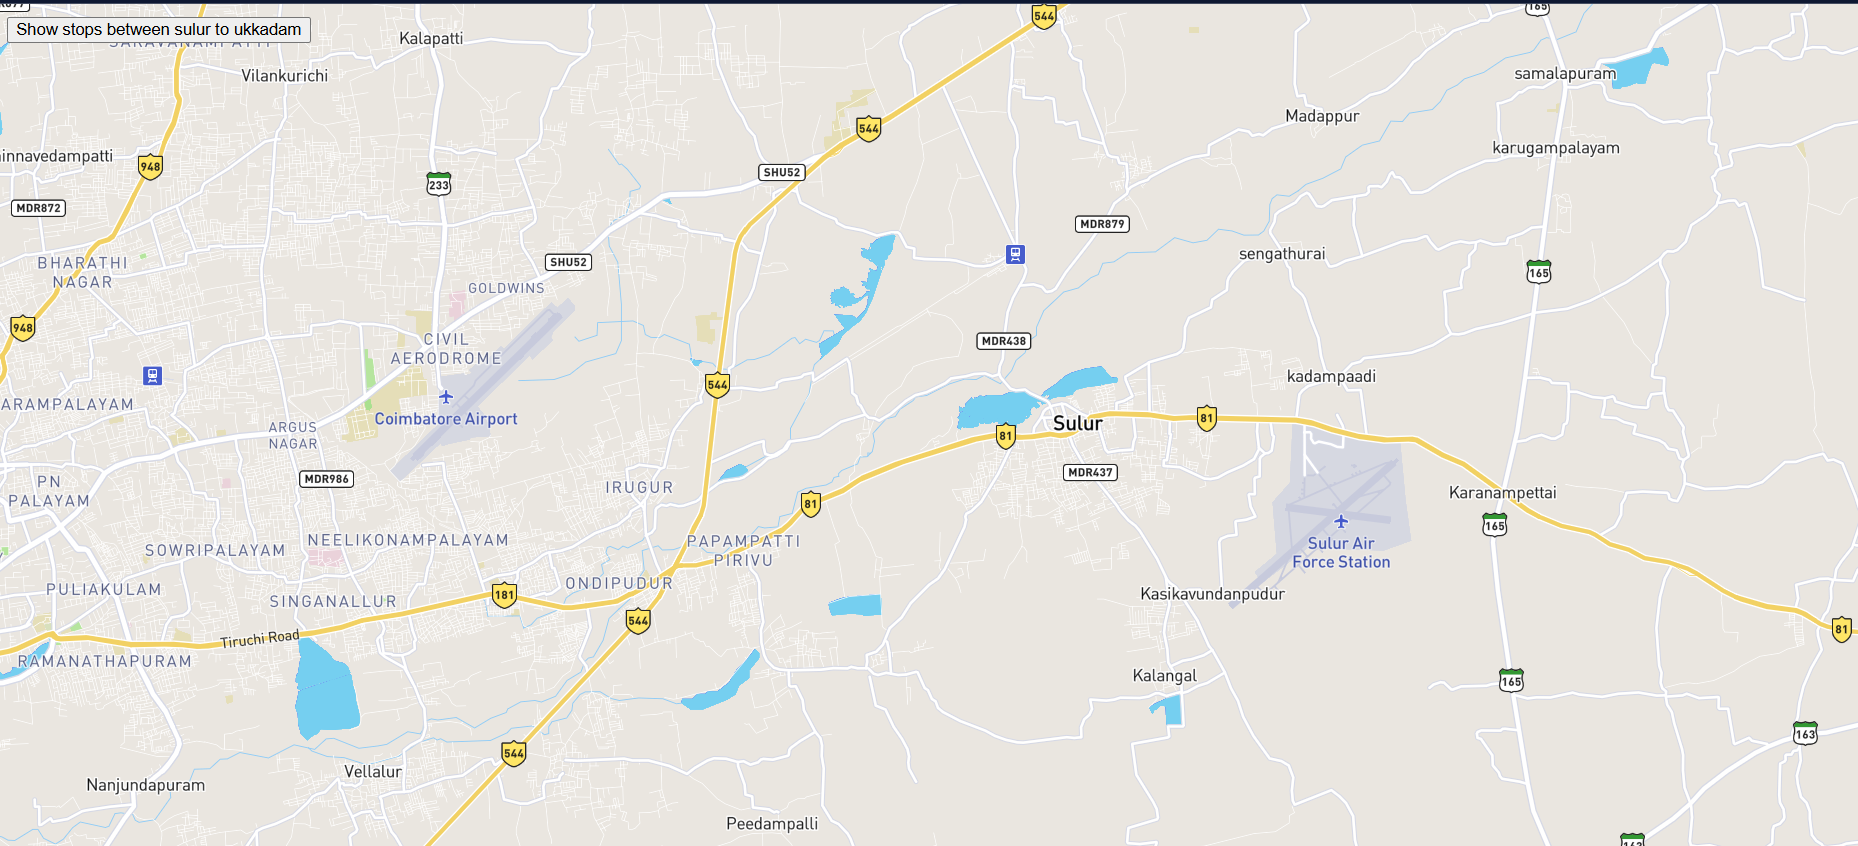 Show stops between sulur to ukkadam
Kalapatti
544
165
Vilankurichi
samalapuram
Madappur
544
karugampalayam
948
SHU52
233
MDR872
MDR879
BHARATHI
NAGAR
SHU52
sengathurai
165
GOLDWINS
948
CIVIL
AERODROME
MDR438
544
kadampaadi
ARAMPALAYAM
Coimbatore Airport
81
Sulur
ARGUS
NAGAR
81
MDR986
MDR437
PN
PALAYAM
IRUGUR
81
Karanampettai
165
SOWRIPALAYAM
NEELIKONAMPALAYAM
PAPAMPATTI
PIRIVU
Sulur Air
Force Station
PULIAKULAM
ONDIPUDUR
181
SINGANALLUR
Kasikavundanpudur
544
81
Tiruchi Road
RAMANATHAPURAM
Kalangal
165
163
544
Vellalur
Nanjundapuram
Peedampalli